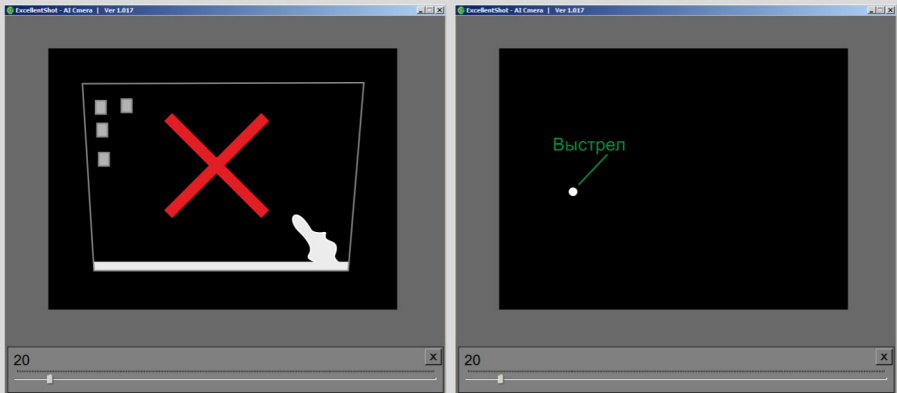 ExcellentShot - AI Cmera | Ver 1.017
20
X
ExcellentShot - AI Cmera | Ver 1.017
Выстрел
20
X